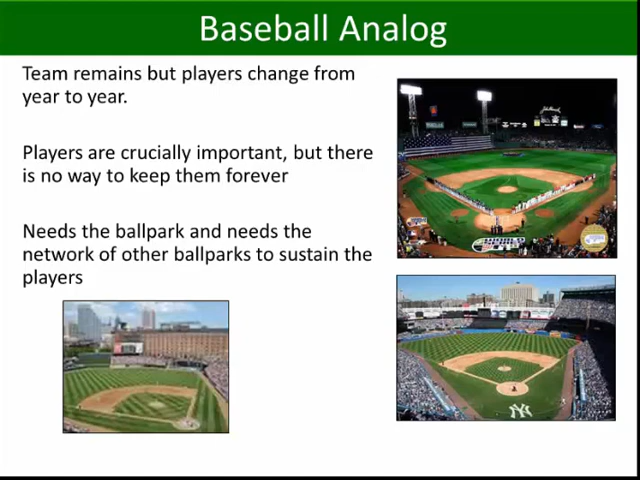 Baseball Analog
Team remains but players change from
year to year.
Players are crucially important, but there
is no way to keep them forever
Needs the ballpark and needs the
network of other ballparks to sustain the
players
NY